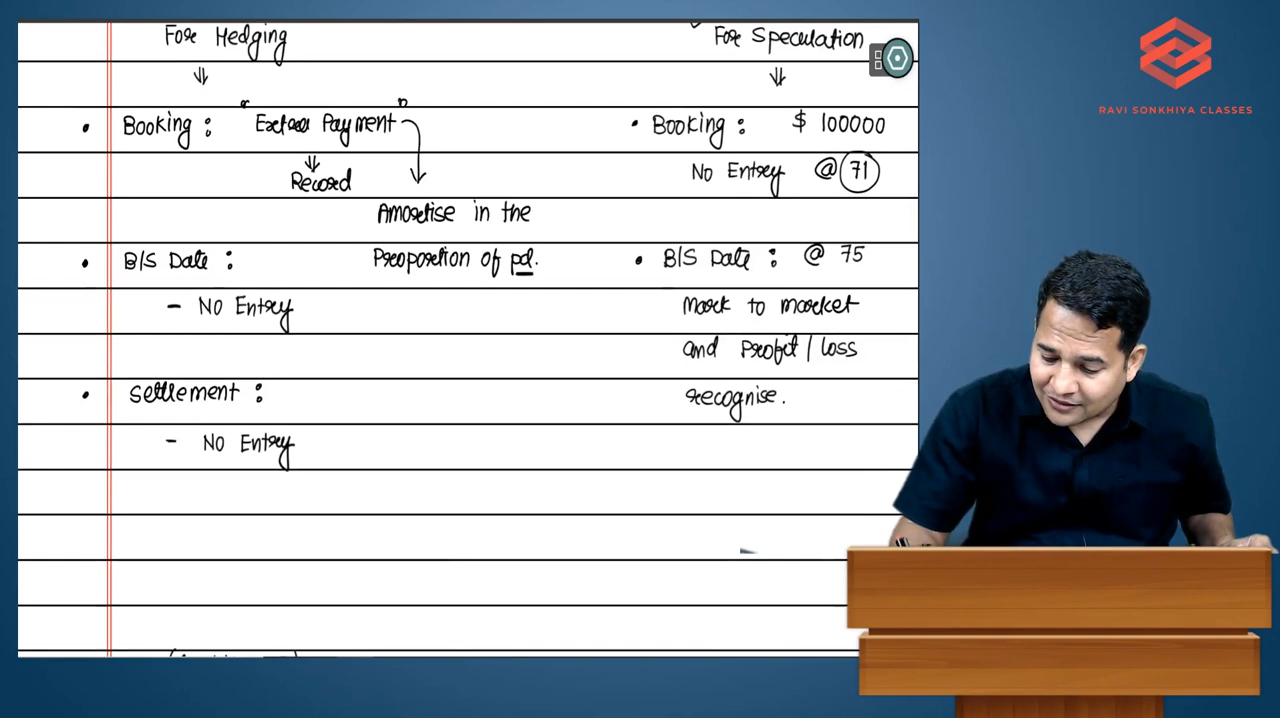 For Hedging
For Speculation
RAVI SONKHIYA CLASSES
• Booking : "Extra Payment"
Record
Amortise in the
Proportion of pd.
• B/S Date :
- No Entry
• Settlement :
- No Entry
• Booking : $ 100000
No Entry @ 71
• B/S Date : @ 75
Mark to market
and Profit / loss
recognise.